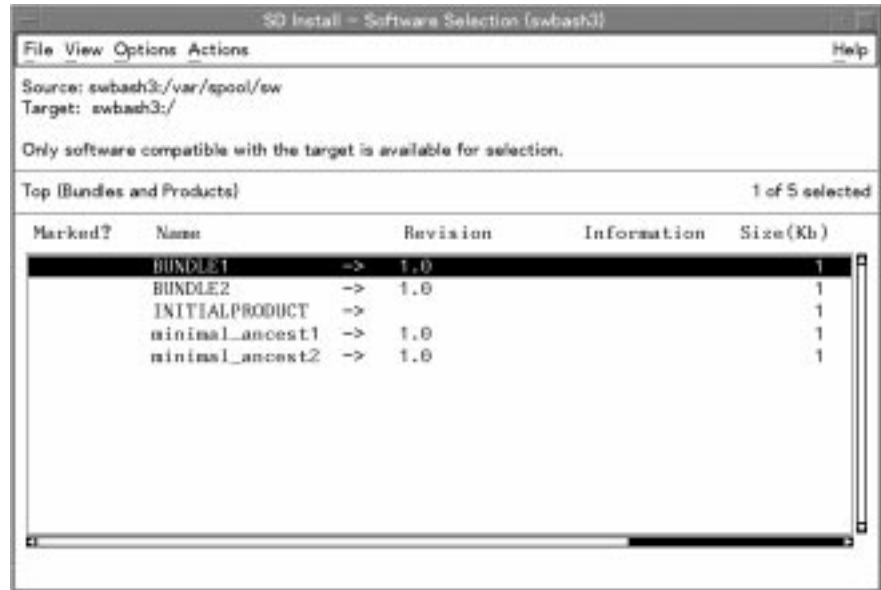 SD Install - Software Selection (swbash3)
File View Options Actions Help
Source: swbash3:/var/spool/sw
Target: swbash3:/
Only software compatible with the target is available for selection.
Top (Bundles and Products) 1 of 5 selected
Marked? Name Revision Information Size(Kb)
BUNDLE1 -> 1.0 1
BUNDLE2 -> 1.0 1
INITIALPRODUCT -> 1
minimal_ancest1 -> 1.0 1
minimal_ancest2 -> 1.0 1